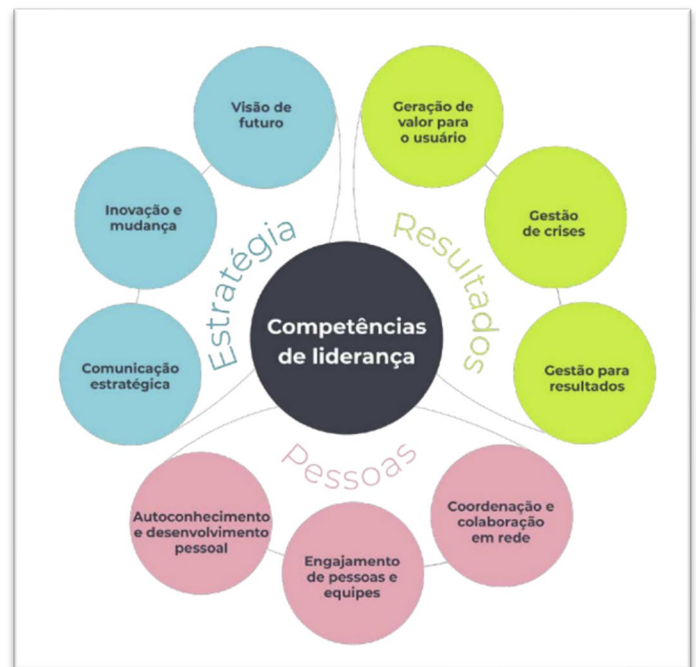 Visão de
futuro
Geração de
valor para
o usuário
Inovação e
mudança
Gestão
de crises
Estratégia
Resultados
Competências
de liderança
Comunicação
estratégica
Gestão para
resultados
Pessoas
Autoconhecimento
e desenvolvimento
pessoal
Engajamento
de pessoas e
equipes
Coordenação e
colaboração
em rede